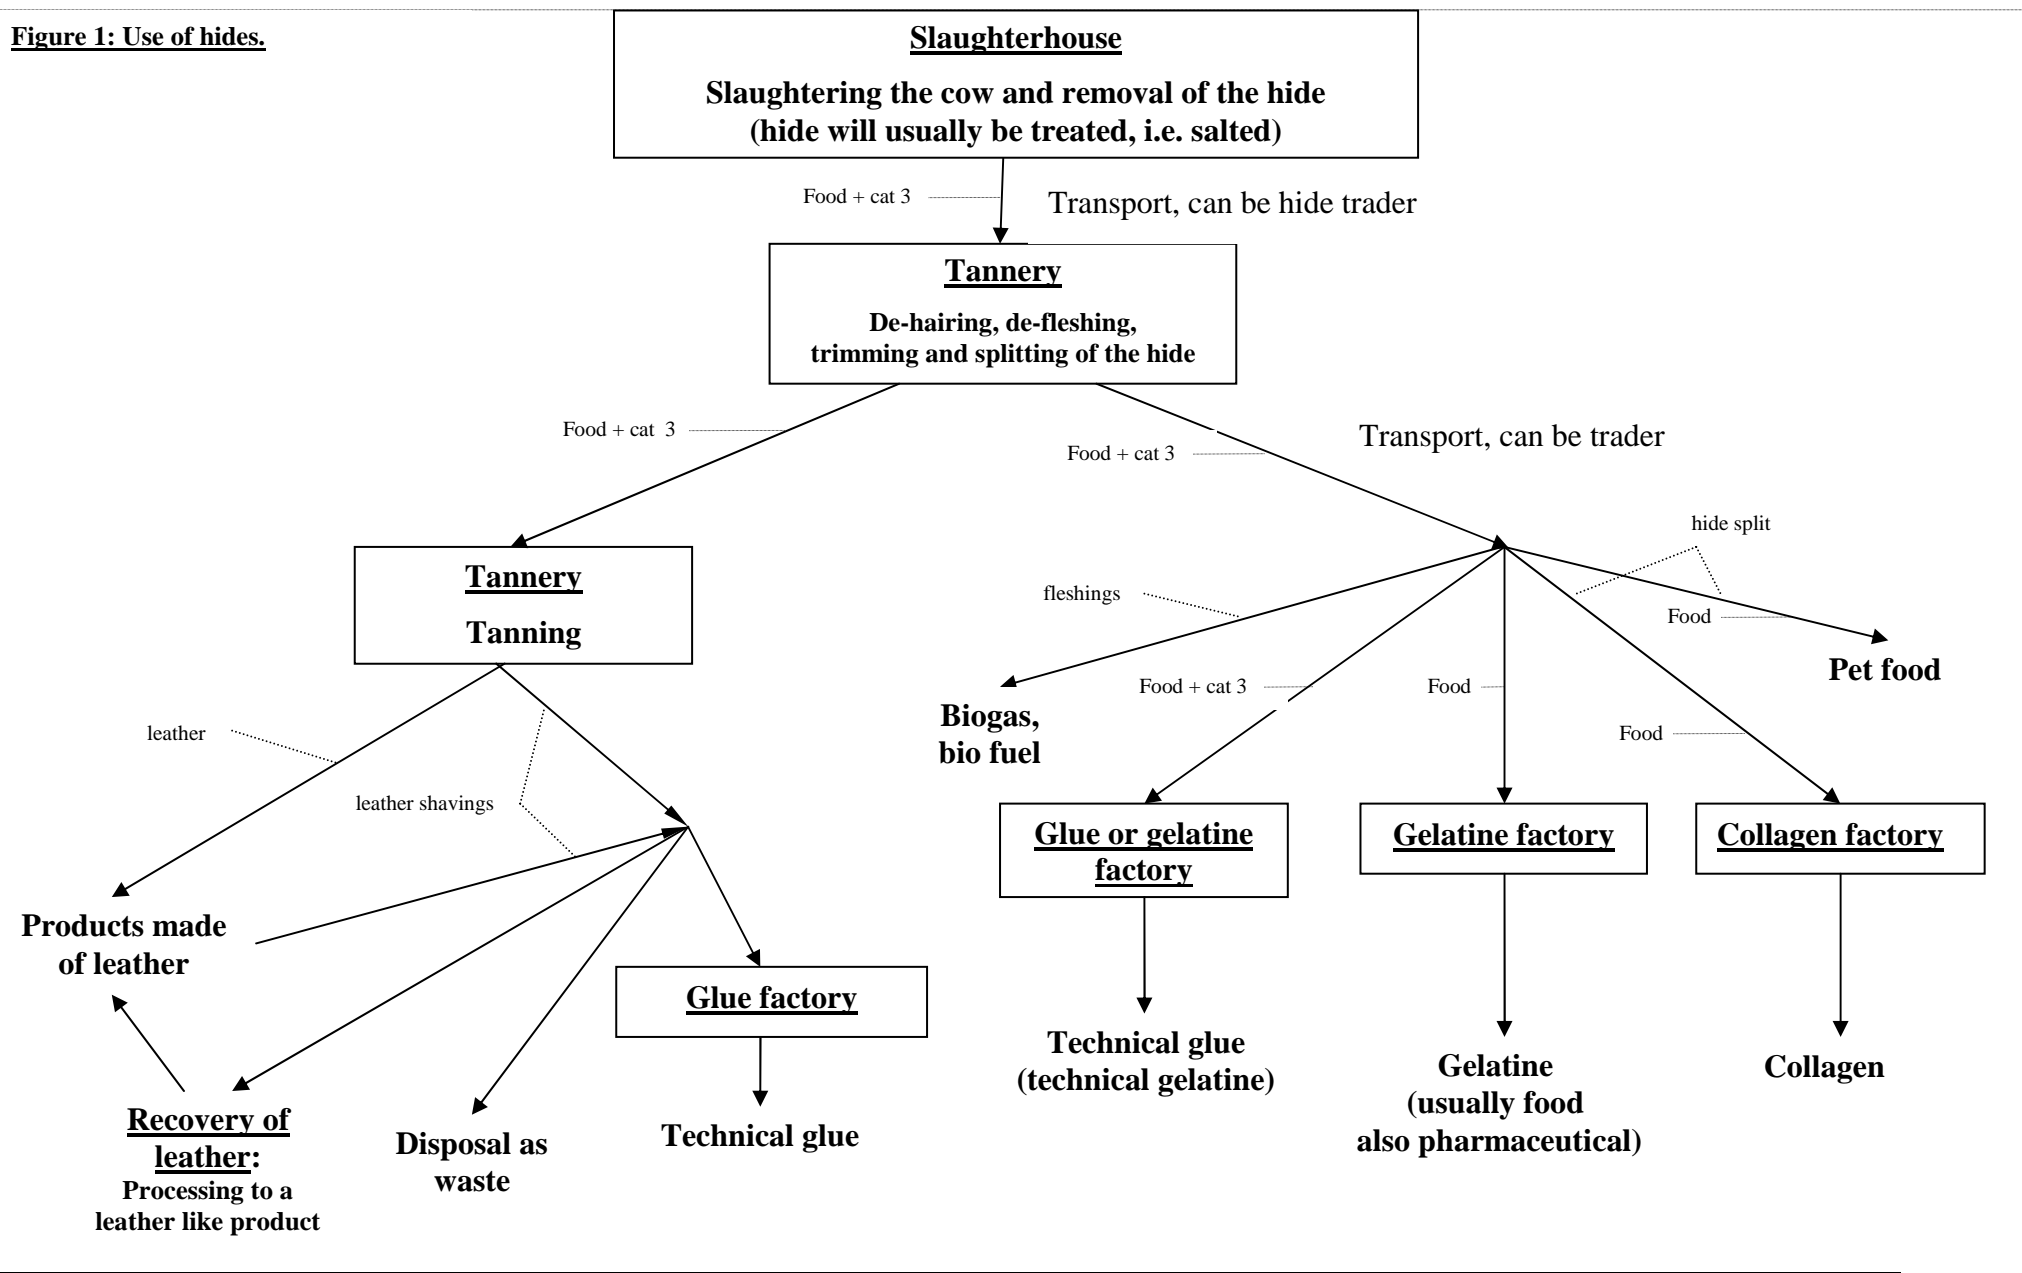 Figure 1: Use of hides.
Slaughterhouse
Slaughtering the cow and removal of the hide
(hide will usually be treated, i.e. salted)
Food + cat 3
Transport, can be hide trader
Tannery
De-hairing, de-fleshing,
trimming and splitting of the hide
Food + cat  3
Food + cat 3
Transport, can be trader
hide split
Tannery
Tanning
fleshings
Food
Pet food
Food + cat 3
Food
Biogas,
bio fuel
Food
leather
leather shavings
Glue or gelatine
factory
Gelatine factory
Collagen factory
Products made
of leather
Glue factory
Technical glue
(technical gelatine)
Gelatine
(usually food
also pharmaceutical)
Collagen
Recovery of
leather:
Processing to a
leather like product
Disposal as
waste
Technical glue